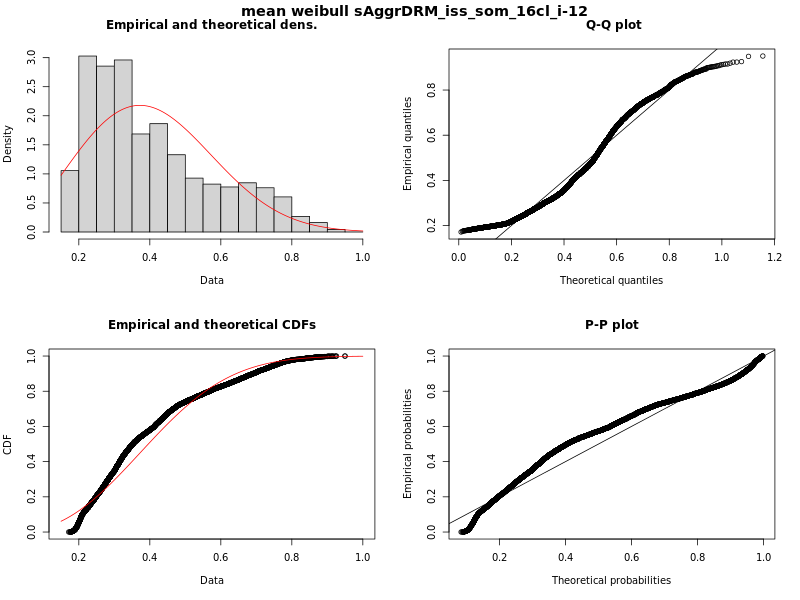 mean weibull sAggrDRM_iss_som_16cl_i-12
Empirical and theoretical dens.
Density
0.0 0.5 1.0 1.5 2.0 2.5 3.0
0.2 0.4 0.6 0.8 1.0
Data
Q-Q plot
Empirical quantiles
0.2 0.4 0.6 0.8
0.0 0.2 0.4 0.6 0.8 1.0 1.2
Theoretical quantiles
Empirical and theoretical CDFs
CDF
0.0 0.2 0.4 0.6 0.8 1.0
0.2 0.4 0.6 0.8 1.0
Data
P-P plot
Empirical probabilities
0.0 0.2 0.4 0.6 0.8 1.0
0.2 0.4 0.6 0.8 1.0
Theoretical probabilities